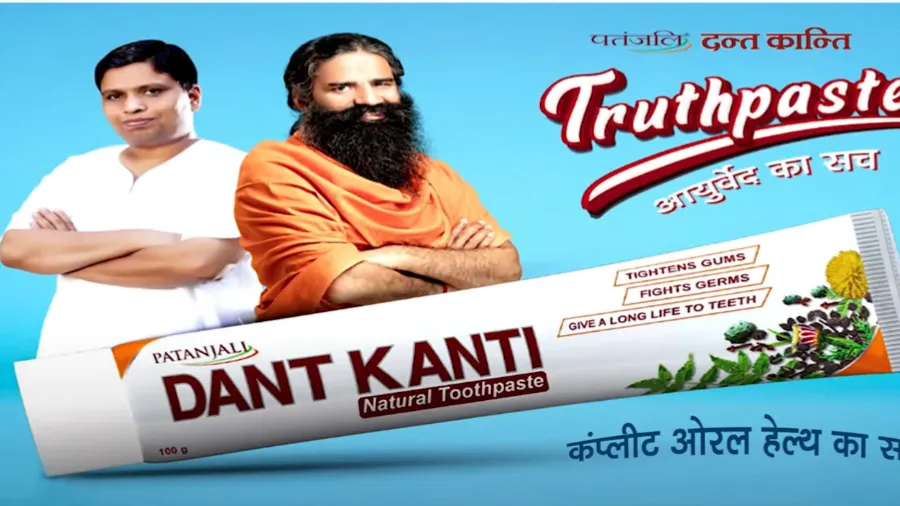 पतंजलि दन्त कान्ति
Truthpaste
आयुर्वेद का सच
TIGHTENS GUMS
FIGHTS GERMS
GIVE A LONG LIFE TO TEETH
PATANJALI
DANT KANTI
Natural Toothpaste
100 g
कंप्लीट ओरल हेल्थ का